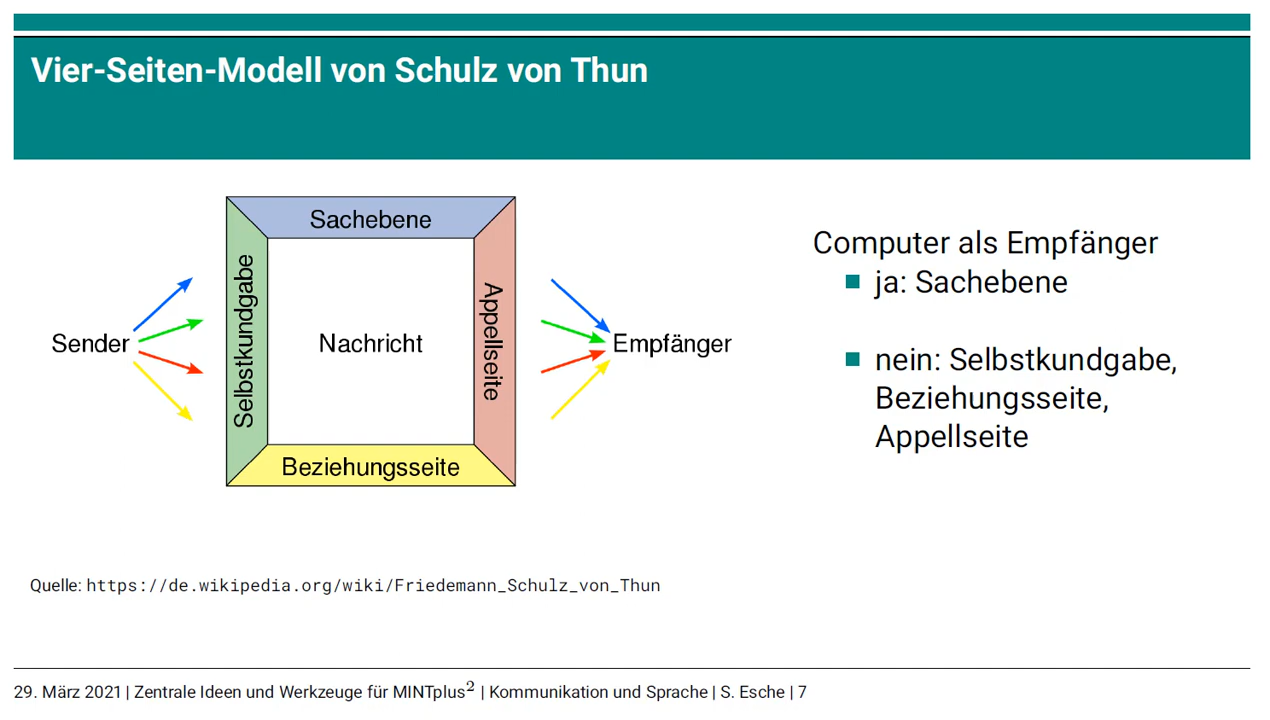 Vier-Seiten-Modell von Schulz von Thun
Sachebene
Selbstkundgabe
Appellseite
Sender
Nachricht
Empfänger
Beziehungsseite
Computer als Empfänger
ja: Sachebene
nein: Selbstkundgabe,
Beziehungsseite,
Appellseite
Quelle: https://de.wikipedia.org/wiki/Friedemann_Schulz_von_Thun
29. März 2021 | Zentrale Ideen und Werkzeuge für MINTplus² | Kommunikation und Sprache | S. Esche | 7